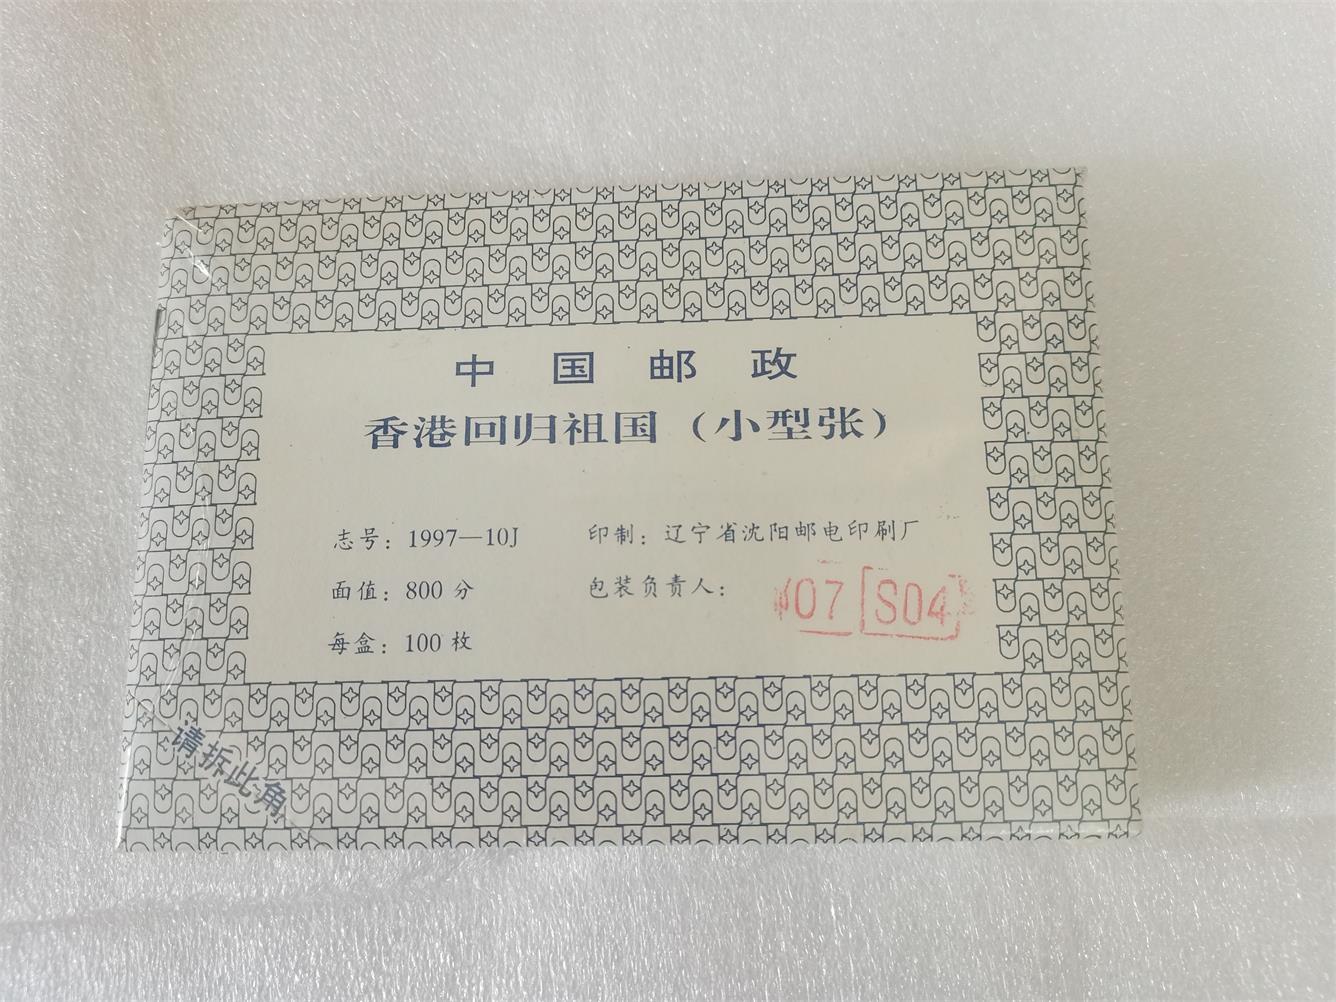 中国邮政
香港回归祖国（小型张）
志号：1997—10J
印制：辽宁省沈阳邮电印刷厂
面值：800 分
包装负责人：
07 S04
每盒：100 枚
请拆此角